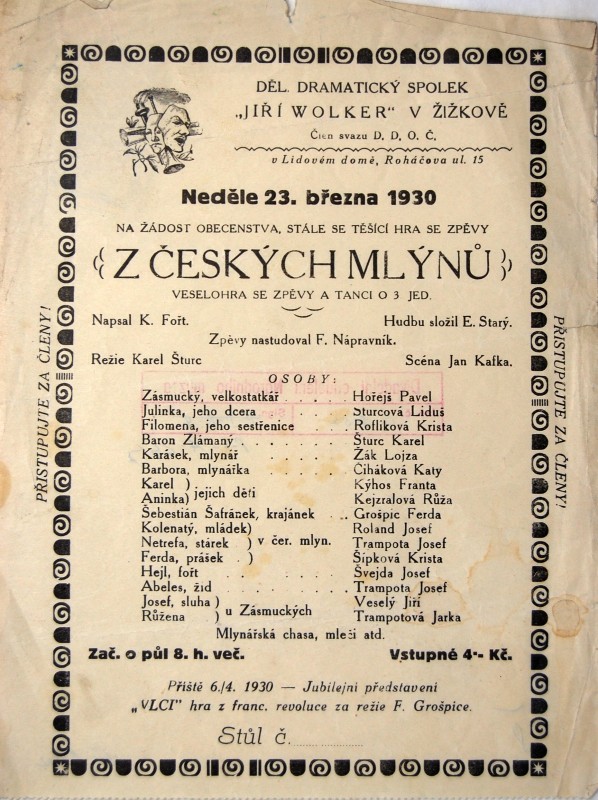 DĚL. DRAMATICKÝ SPOLEK
„JIŘÍ WOLKER" V ŽIŽKOVĚ
Člen svazu D. D. O. Č.
v Lidovém domě, Roháčova ul. 15
Neděle 23. března 1930
NA ŽÁDOST OBECENSTVA, STÁLE SE TĚŠÍCÍ HRA SE ZPĚVY
Z ČESKÝCH MLÝNŮ
VESELOHRA SE ZPĚVY A TANCI O 3 JED.
Napsal K. Fořt. Hudbu složil E. Starý.
Zpěvy nastudoval F. Nápravník.
Režie Karel Šturc Scéna Jan Kafka.
OSOBY:
Zásmucký, velkostatkář . . . . Hořejš Pavel
Julinka, jeho dcera . . . . Šturcová Liduš
Filomena, jeho sestřenice . . . Rofliková Krista
Baron Zlámaný . . . . . . Šturc Karel
Karásek, mlynář . . . . . Žák Lojza
Barbora, mlynářka . . . . . Čiháková Katy
Karel ) jejich děti Kýhos Franta
Aninka) Kejzralová Růža
Šebestián Šafránek, krajánek . .. Grošpic Ferda
Kolenatý, mládek) Roland Josef
Netrefa, stárek ) v čer. mlyn. Trampota Josef
Ferda, prášek . ) Šípková Krista
Hejl, fořt . . . . . . . Švejda Josef
Abeles, žid . . . . . . Trampota Josef
Josef, sluha ) u Zásmuckých Veselý Jiří
Růžena ) Trampotová Jarka
Mlynářská chasa, mleči atd.
Zač. o půl 8. h. več. Vstupné 4·- Kč.
Příště 6./4. 1930 — Jubilejní představení
„VLCI" hra z franc. revoluce za režie F. Grošpice.
Stůl č. ............
PŘISTUPUJTE ZA ČLENY!
PŘISTUPUJTE ZA ČLENY!